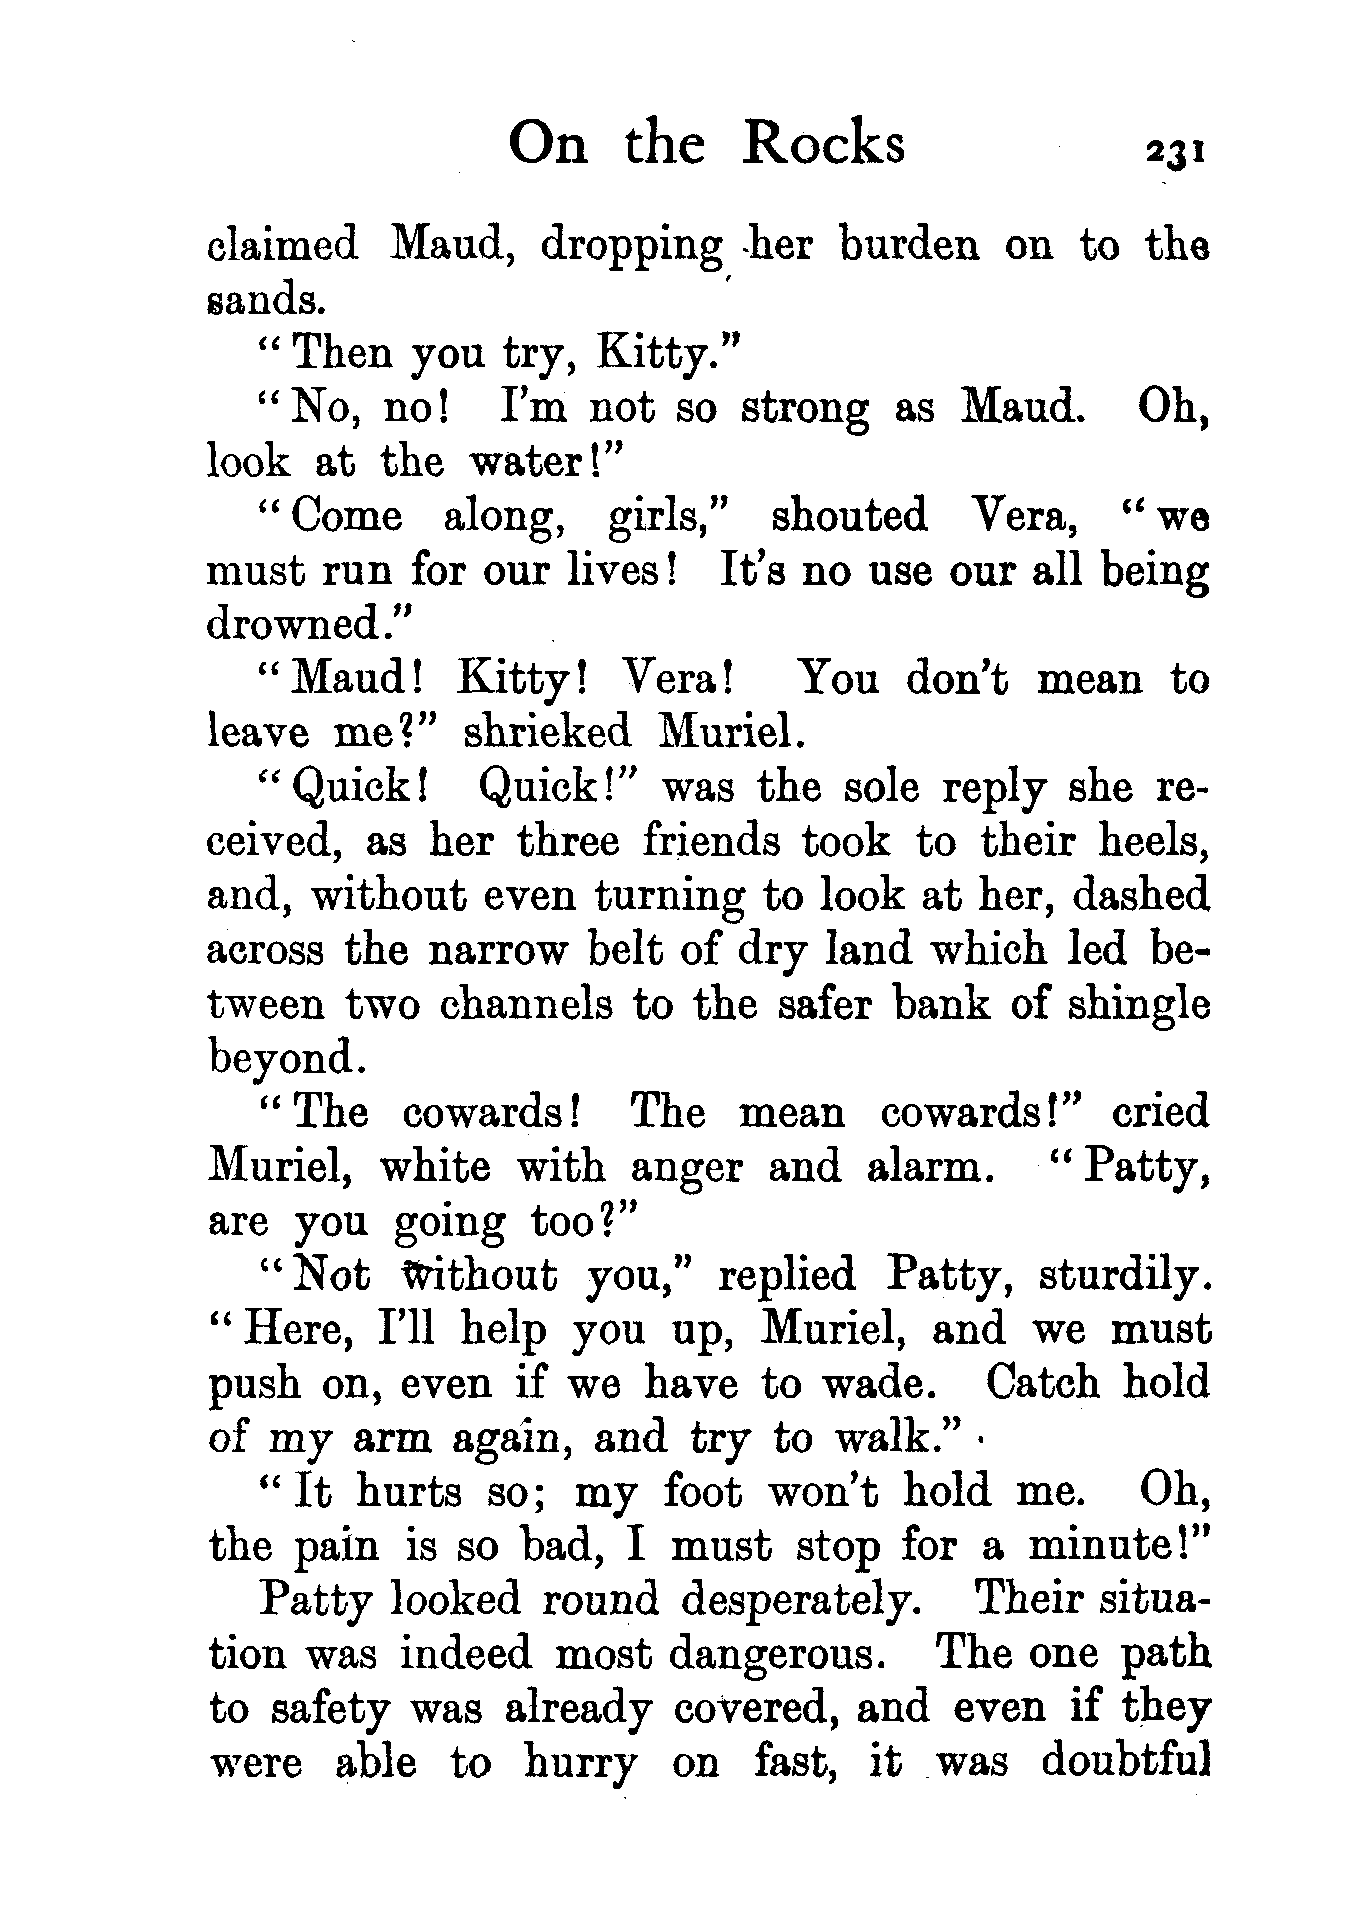 On the Rocks 231
claimed Maud, dropping her burden on to the
sands.
"Then you try, Kitty."
"No, no! I'm not so strong as Maud. Oh,
look at the water!"
"Come along, girls," shouted Vera, "we
must run for our lives! It's no use our all being
drowned."
"Maud! Kitty! Vera! You don't mean to
leave me?" shrieked Muriel.
"Quick! Quick!" was the sole reply she re-
ceived, as her three friends took to their heels,
and, without even turning to look at her, dashed
across the narrow belt of dry land which led be-
tween two channels to the safer bank of shingle
beyond.
"The cowards! The mean cowards!" cried
Muriel, white with anger and alarm. "Patty,
are you going too?"
"Not without you," replied Patty, sturdily.
"Here, I'll help you up, Muriel, and we must
push on, even if we have to wade. Catch hold
of my arm again, and try to walk."
"It hurts so; my foot won't hold me. Oh,
the pain is so bad, I must stop for a minute!"
Patty looked round desperately. Their situa-
tion was indeed most dangerous. The one path
to safety was already covered, and even if they
were able to hurry on fast, it was doubtful